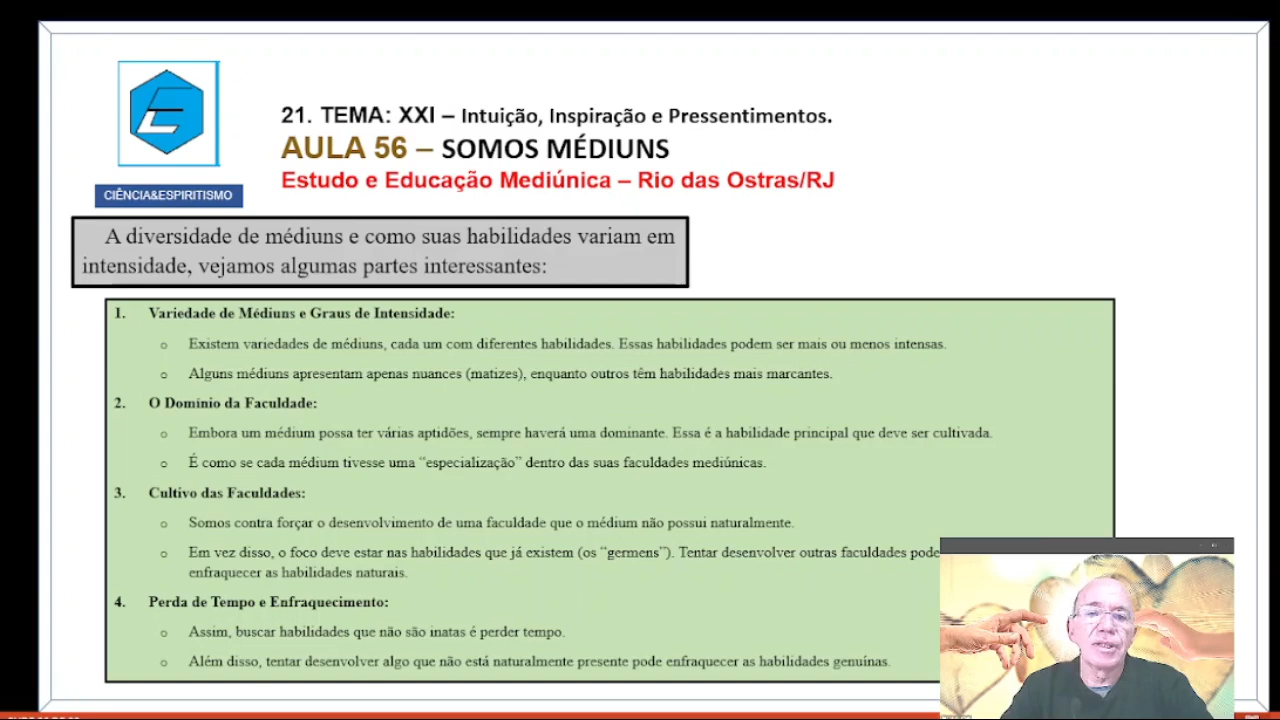 21. TEMA: XXI – Intuição, Inspiração e Pressentimentos.
AULA 56 – SOMOS MÉDIUNS
Estudo e Educação Mediúnica – Rio das Ostras/RJ
CIÊNCIA&ESPIRITISMO
A diversidade de médiuns e como suas habilidades variam em
intensidade, vejamos algumas partes interessantes:
1. Variedade de Médiuns e Graus de Intensidade:
o Existem variedades de médiuns, cada um com diferentes habilidades. Essas habilidades podem ser mais ou menos intensas.
o Alguns médiuns apresentam apenas nuances (matizes), enquanto outros têm habilidades mais marcantes.
2. O Domínio da Faculdade:
o Embora um médium possa ter várias aptidões, sempre haverá uma dominante. Essa é a habilidade principal que deve ser cultivada.
o É como se cada médium tivesse uma “especialização” dentro das suas faculdades mediúnicas.
3. Cultivo das Faculdades:
o Somos contra forçar o desenvolvimento de uma faculdade que o médium não possui naturalmente.
o Em vez disso, o foco deve estar nas habilidades que já existem (os “germens”). Tentar desenvolver outras faculdades pode
enfraquecer as habilidades naturais.
4. Perda de Tempo e Enfraquecimento:
o Assim, buscar habilidades que não são inatas é perder tempo.
o Além disso, tentar desenvolver algo que não está naturalmente presente pode enfraquecer as habilidades genuínas.